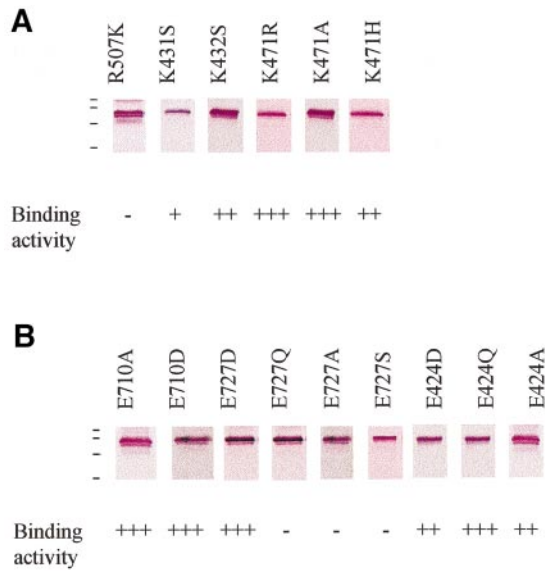 A
R507K K431S K432S K471R K471A K471H
Binding - + ++ +++ +++ ++
activity
B
E710A E710D E727D E727Q E727A E727S E424D E424Q E424A
Binding +++ +++ +++ - - - ++ +++ ++
activity